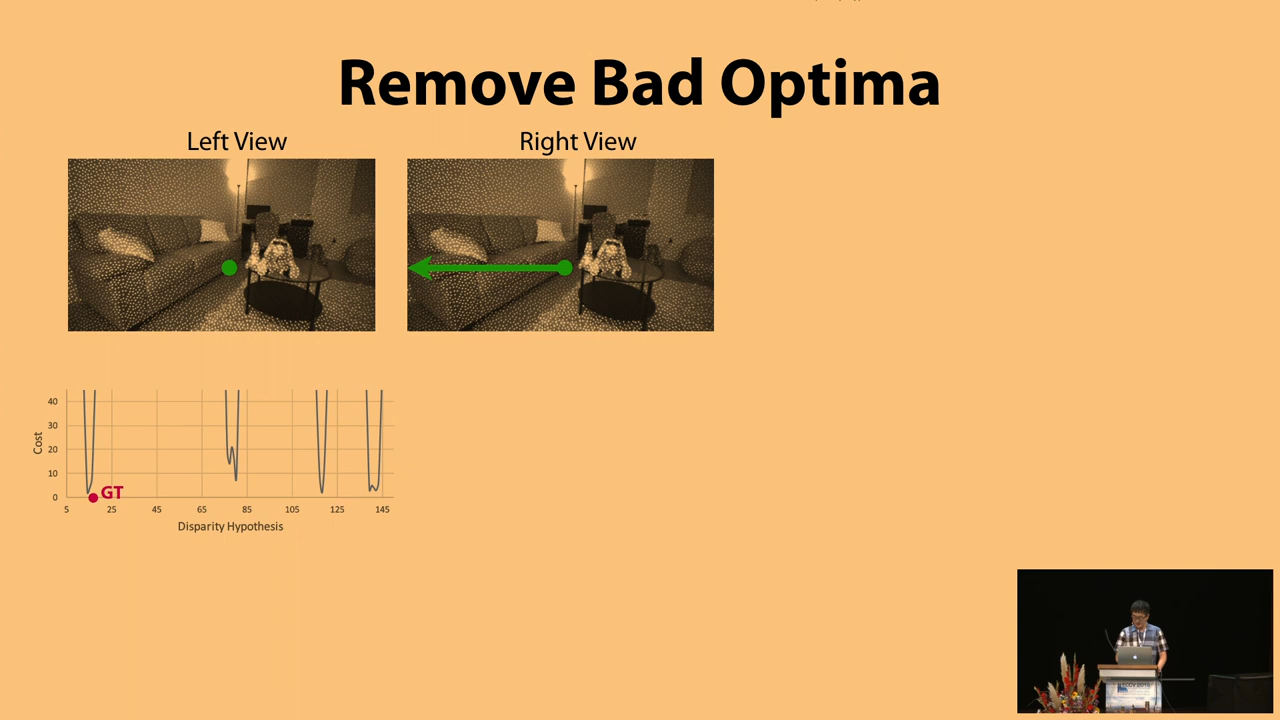 Remove Bad Optima
Left View
Right View
40
30
20
10
0
Cost
GT
5 25 45 65 85 105 125 145
Disparity Hypothesis